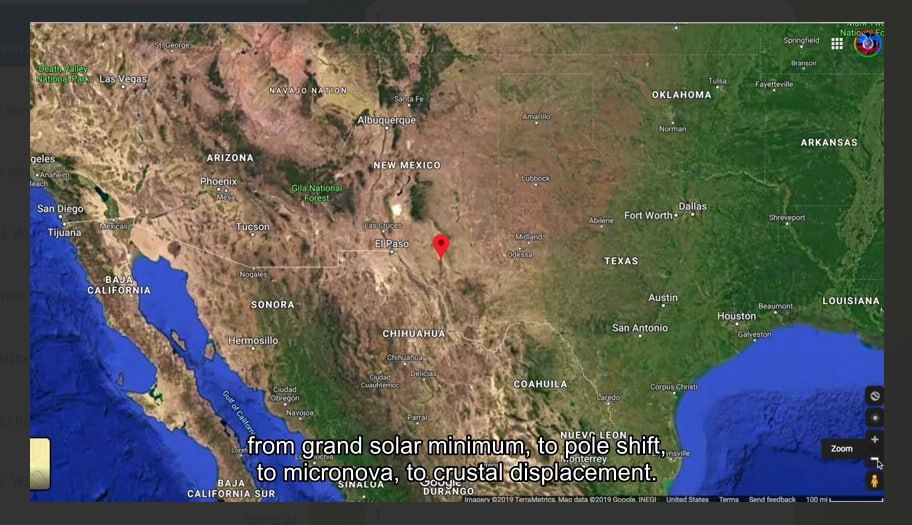 St. George
Springfield
Branson
Death Valley
National Park
Las Vegas
Tulsa
Fayetteville
NAVAJO NATION
Santa Fe
OKLAHOMA
Albuquerque
Amarillo
Norman
ARKANSAS
ARIZONA
NEW MEXICO
geles
Anaheim
Phoenix
Mesa
Gila National
Forest
Lubbock
San Diego
Tijuana
Mexicali
Tucson
Las Cruces
El Paso
Abilene
Fort Worth
Dallas
Shreveport
Midland
Odessa
TEXAS
Nogales
BAJA
CALIFORNIA
SONORA
Austin
Houston
Beaumont
LOUISIANA
Galveston
San Antonio
Hermosillo
CHIHUAHUA
Chihuahua
Ciudad
Cuauhtemoc
Delicias
COAHUILA
Corpus Christi
Laredo
Ciudad
Obregón
Navojoa
Parral
Gulf of California
from grand solar minimum, to pole shift,
to micronova, to crustal displacement.
NUEVO LEON
Monterrey
Zoom
BAJA
CALIFORNIA SUR
SINALOA
DURANGO
Google
Imagery ©2019 TerraMetrics, Map data ©2019 Google, INEGI United States Terms Send feedback 100 mi